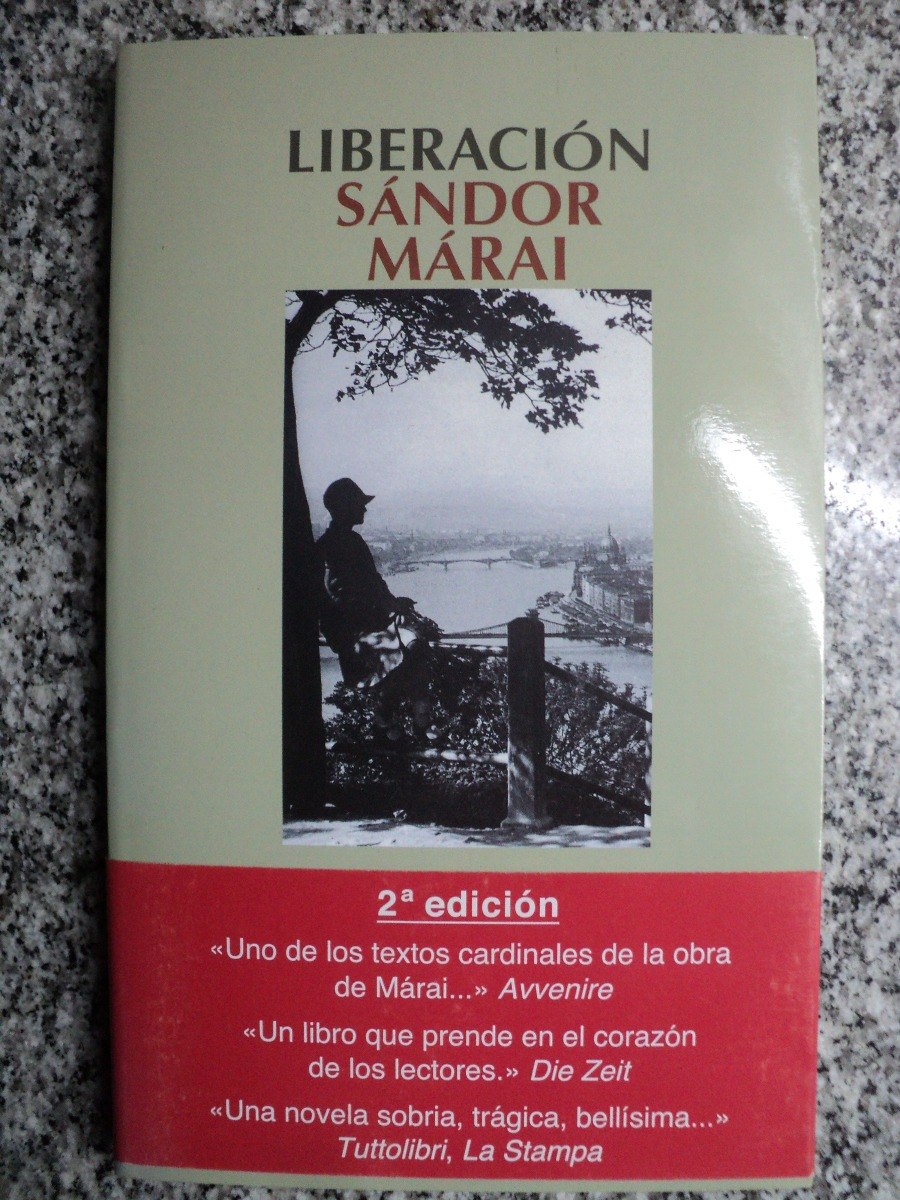 LIBERACIÓN
SÁNDOR
MÁRAI
2ª edición
«Uno de los textos cardinales de la obra
de Márai...» Avvenire
«Un libro que prende en el corazón
de los lectores.» Die Zeit
«Una novela sobria, trágica, bellísima...»
Tuttolibri, La Stampa